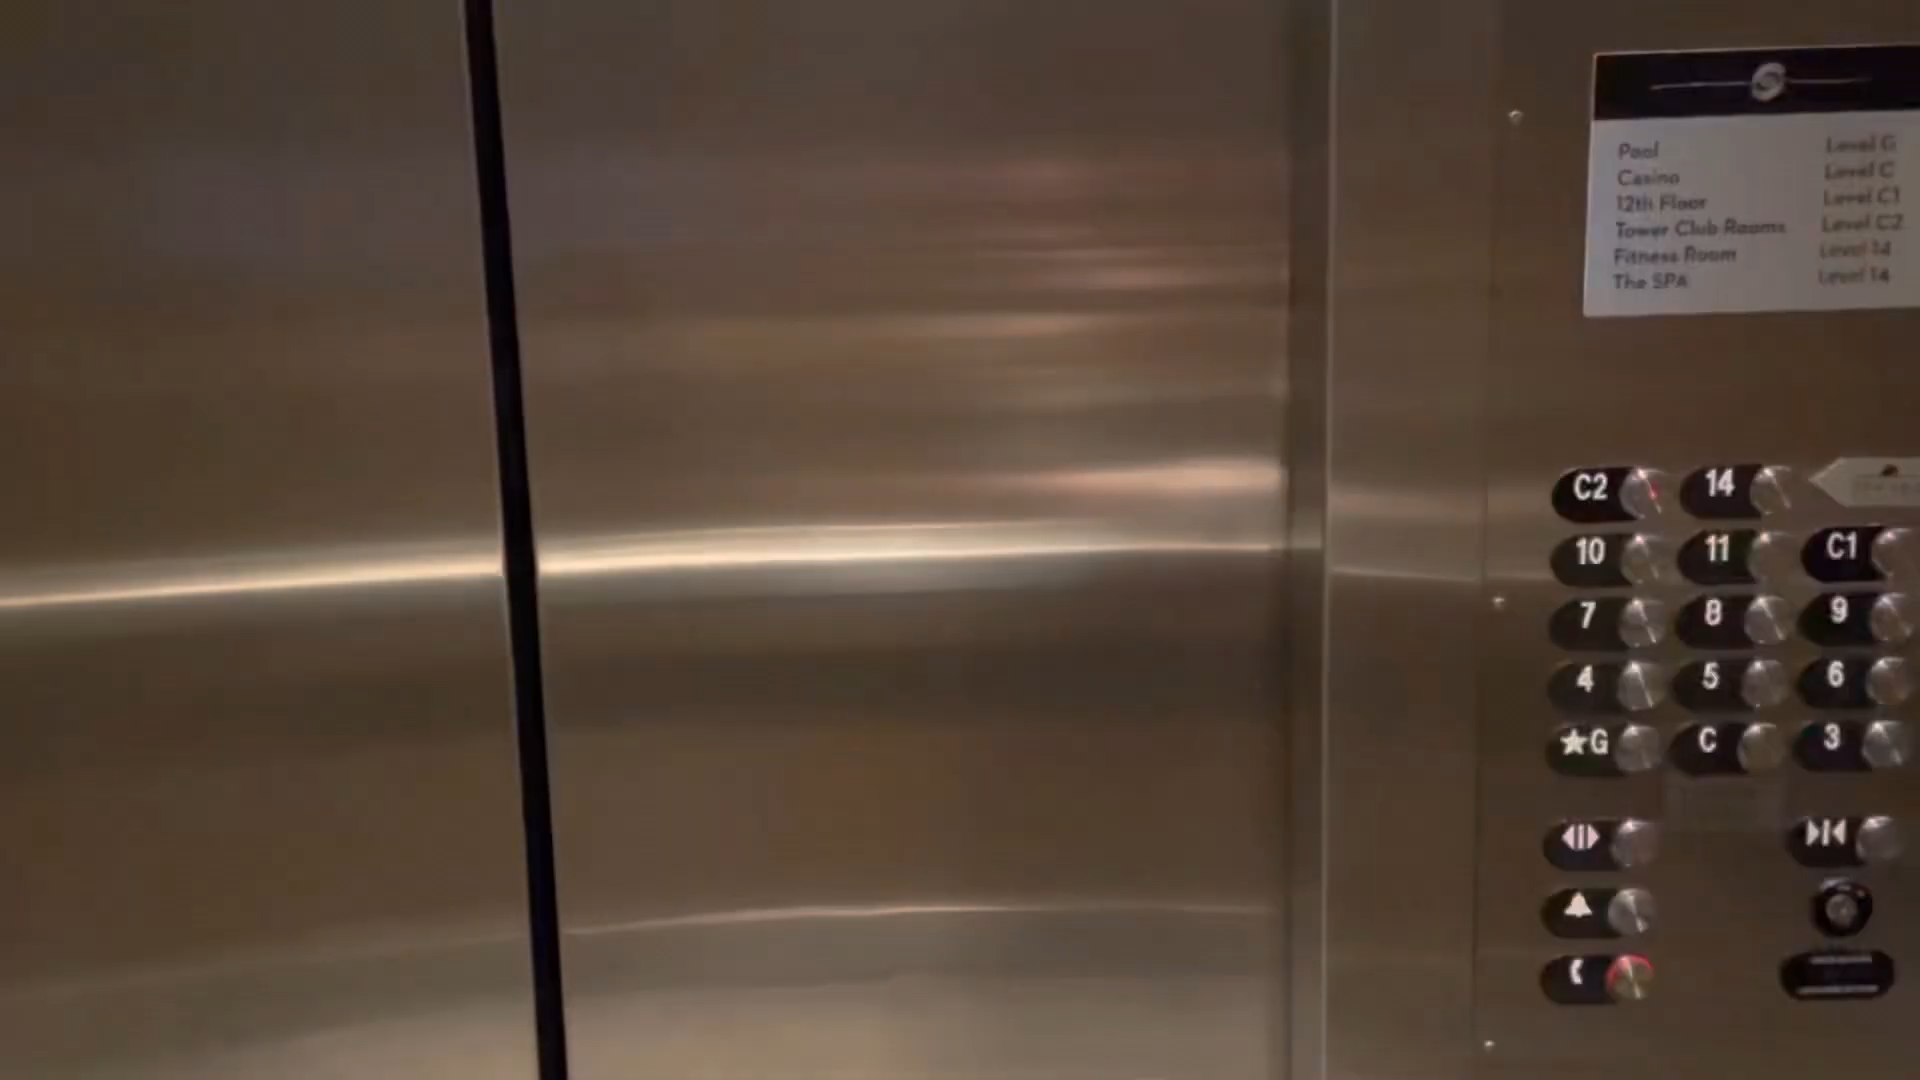 Pool Level G
Casino Level C
12th Floor Level C1
Tower Club Rooms Level C2
Fitness Room Level 14
The SPA Level 14
C2 14
10 11 C1
7 8 9
4 5 6
★G C 3